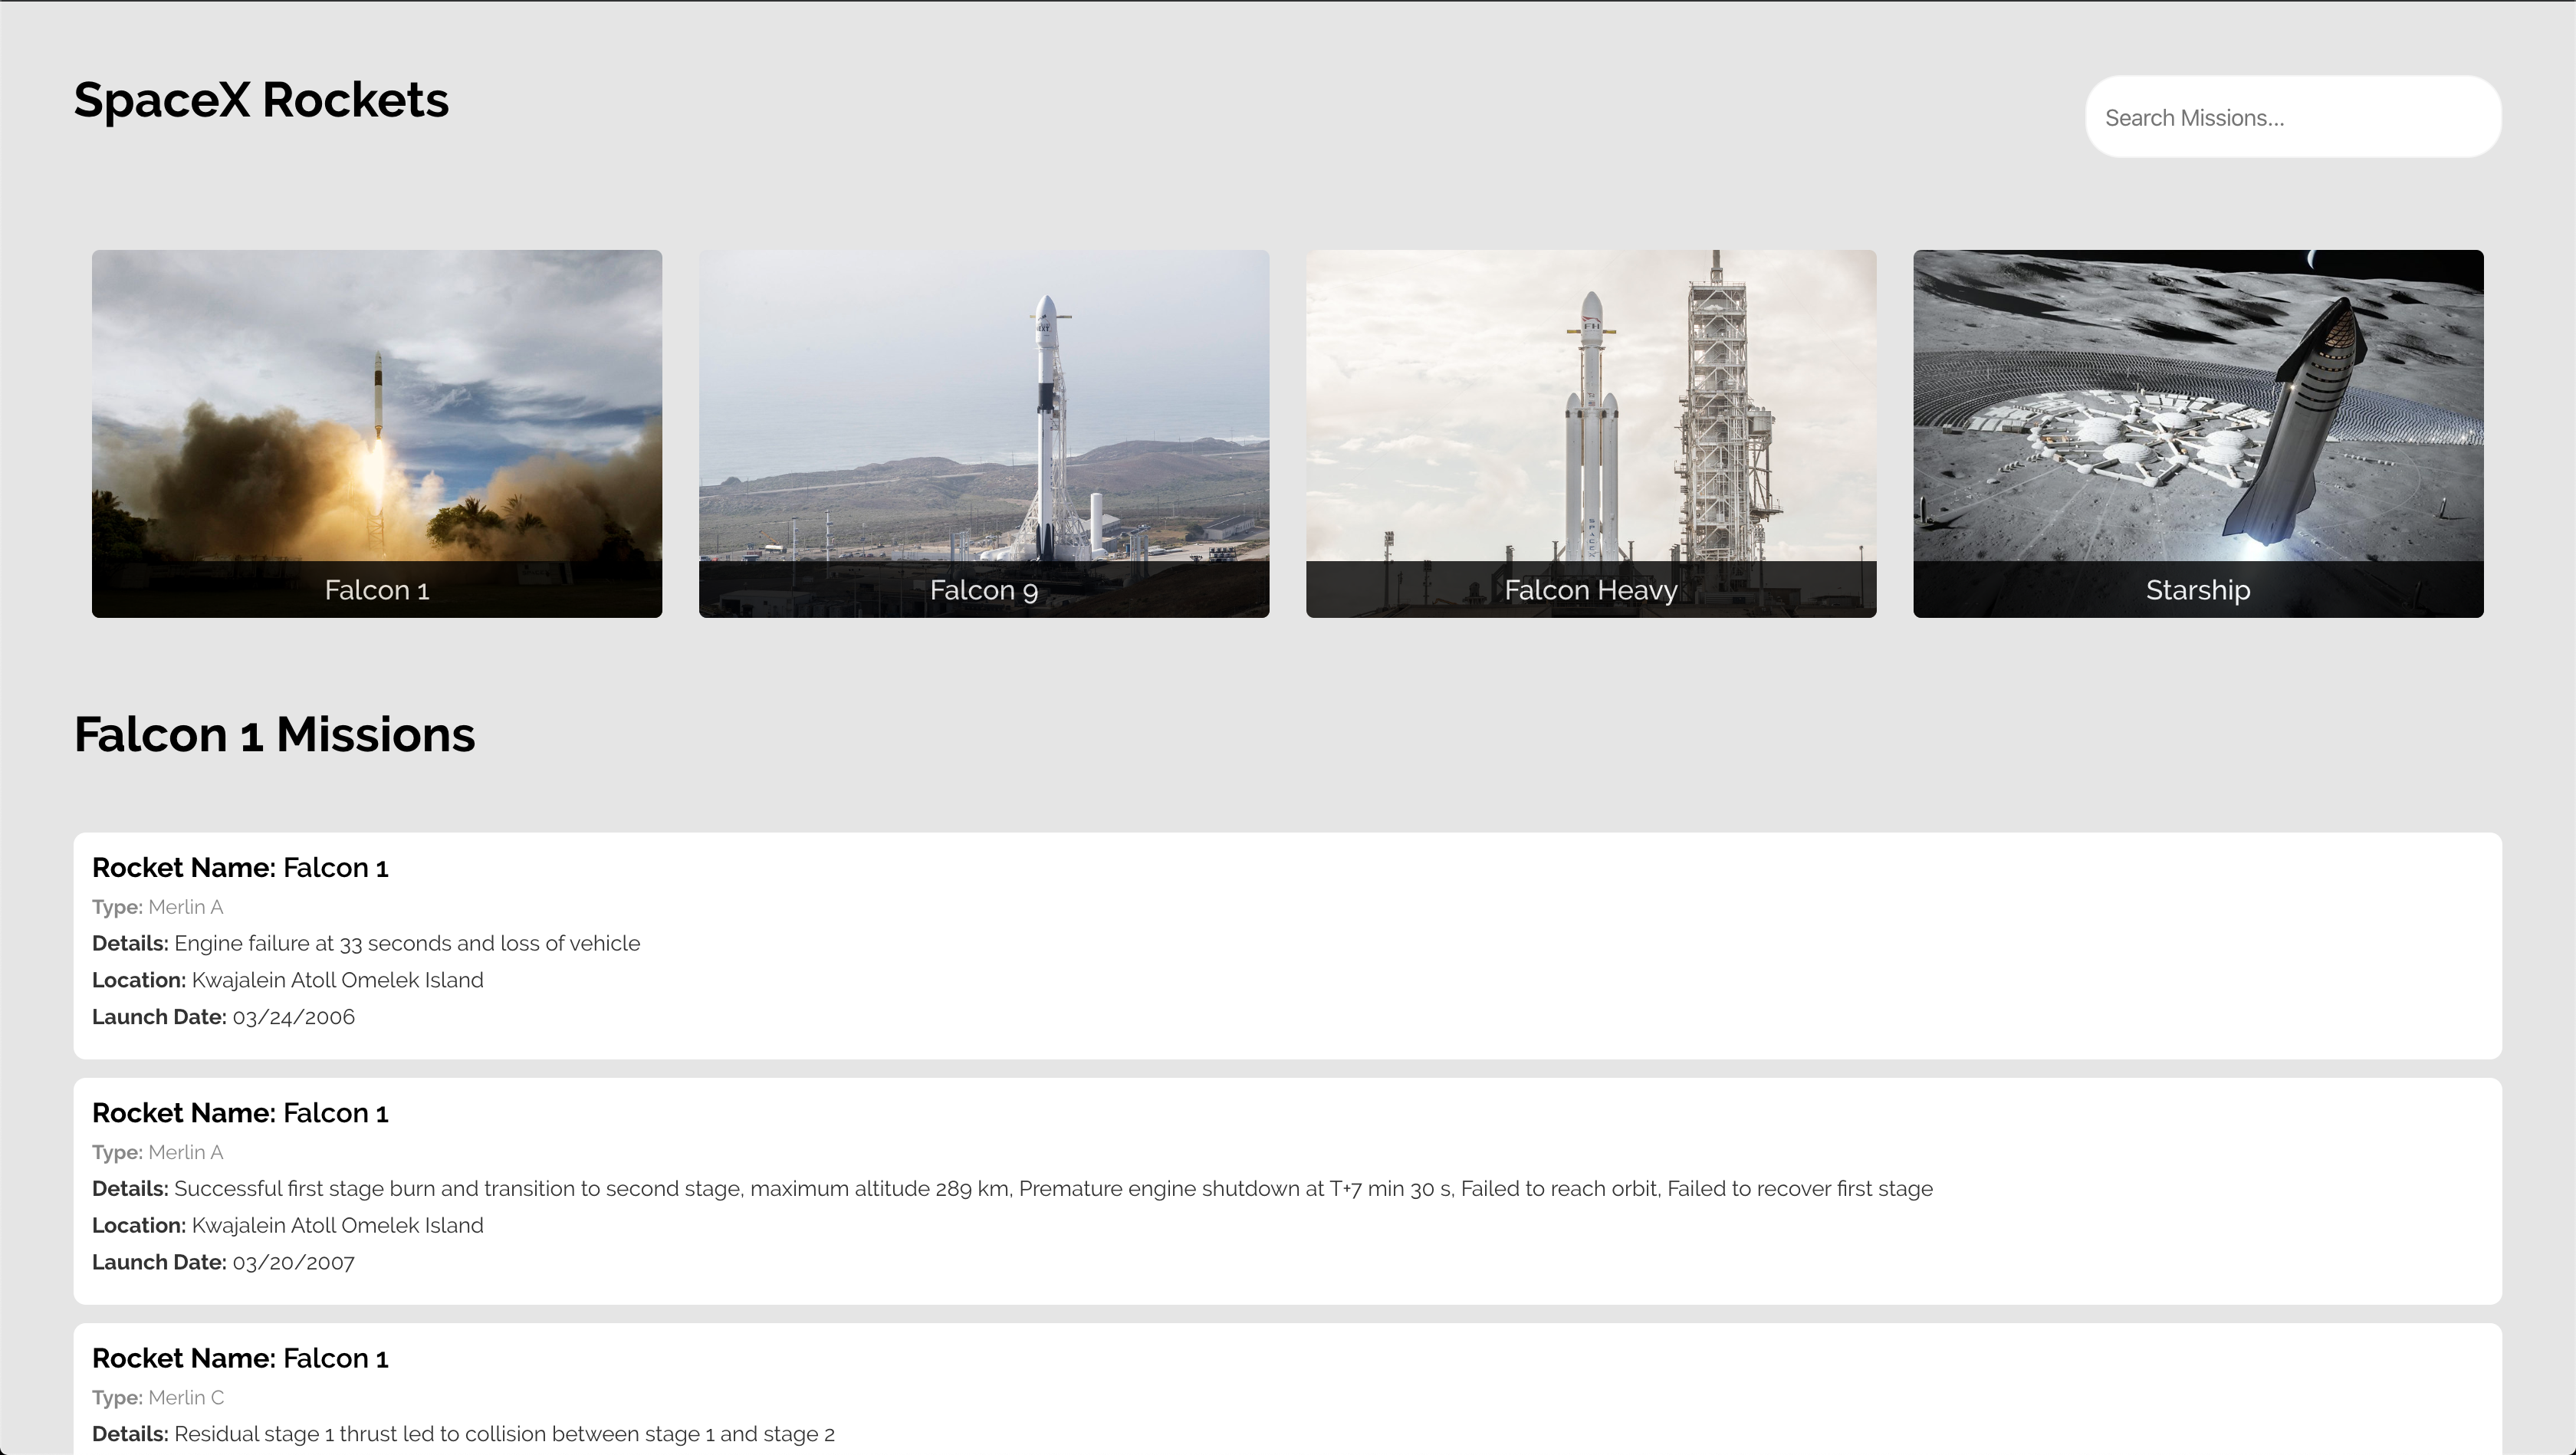 SpaceX Rockets
Search Missions...
FH
Falcon 1
Falcon 9
Falcon Heavy
Starship
Falcon 1 Missions
Rocket Name: Falcon 1
Type: Merlin A
Details: Engine failure at 33 seconds and loss of vehicle
Location: Kwajalein Atoll Omelek Island
Launch Date: 03/24/2006
Rocket Name: Falcon 1
Type: Merlin A
Details: Successful first stage burn and transition to second stage, maximum altitude 289 km, Premature engine shutdown at T+7 min 30 s, Failed to reach orbit, Failed to recover first stage
Location: Kwajalein Atoll Omelek Island
Launch Date: 03/20/2007
Rocket Name: Falcon 1
Type: Merlin C
Details: Residual stage 1 thrust led to collision between stage 1 and stage 2